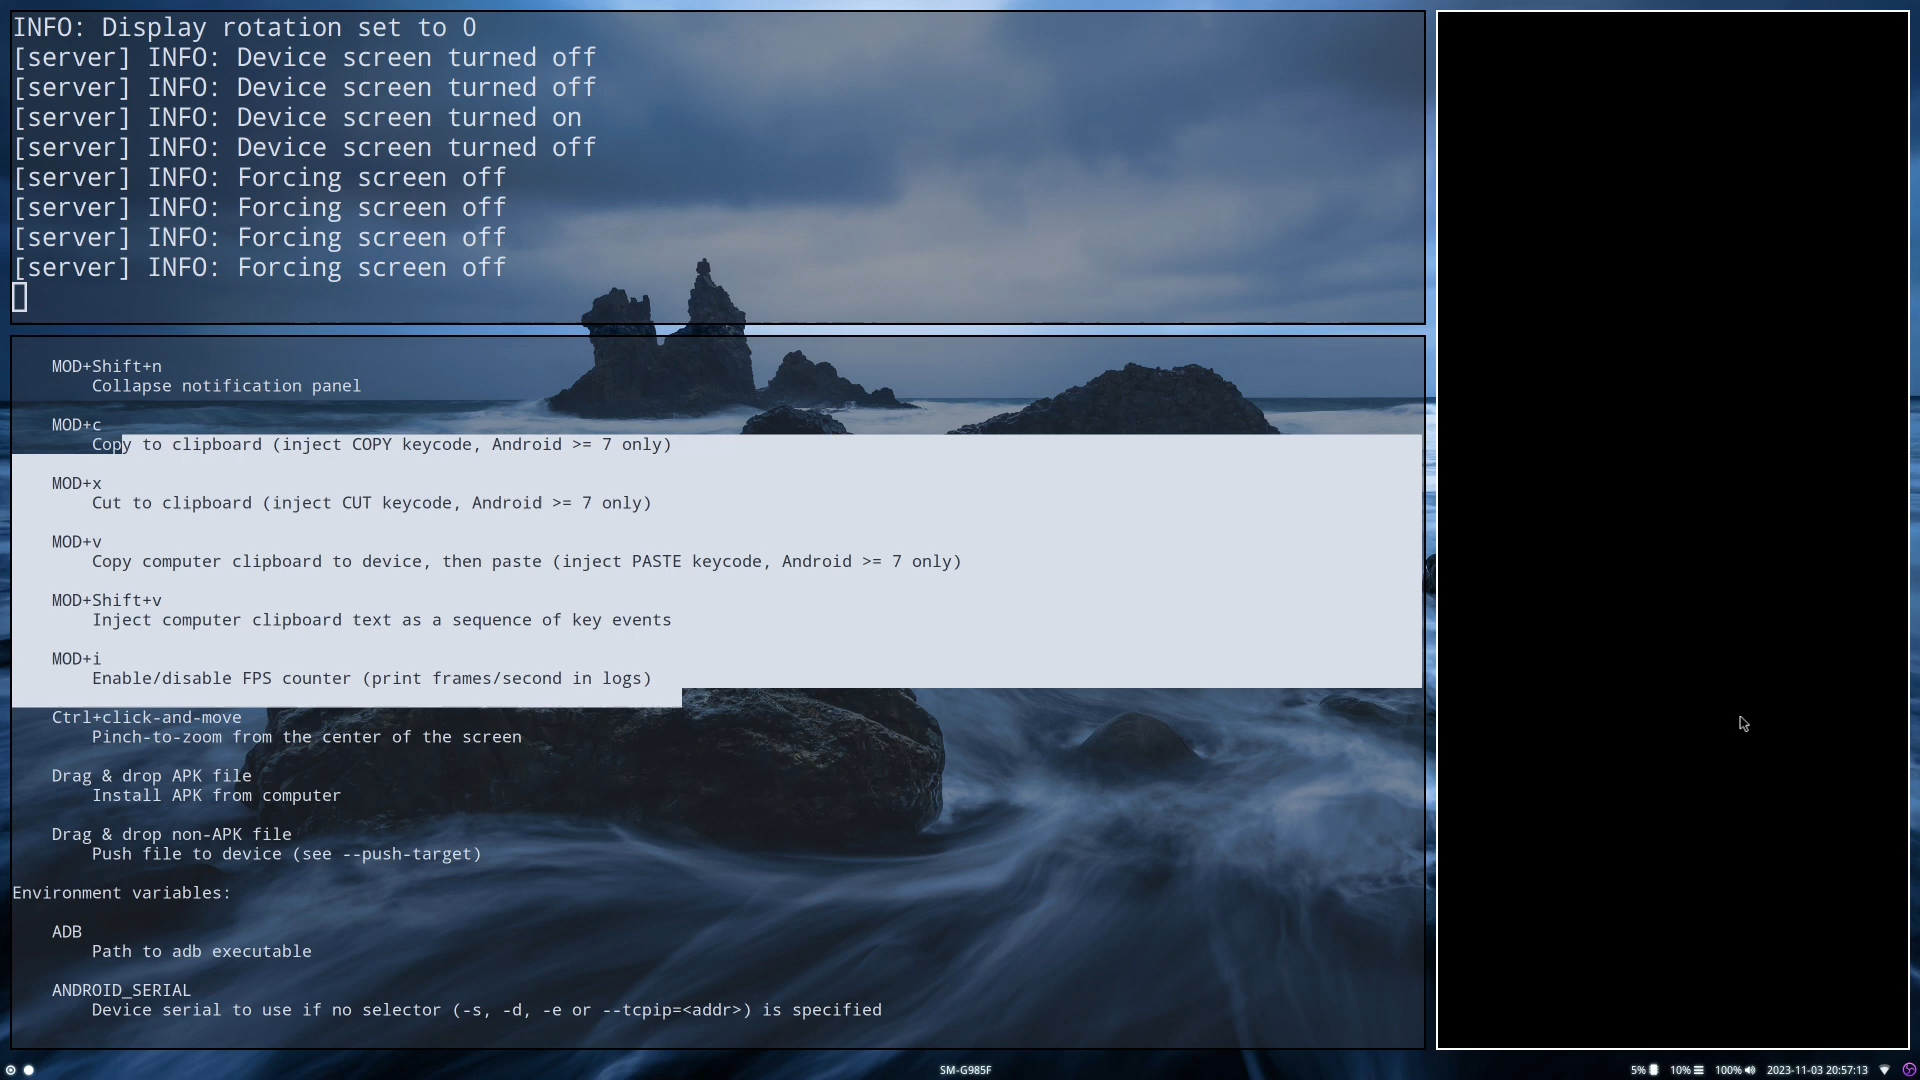 INFO: Display rotation set to 0
[server] INFO: Device screen turned off
[server] INFO: Device screen turned off
[server] INFO: Device screen turned on
[server] INFO: Device screen turned off
[server] INFO: Forcing screen off
[server] INFO: Forcing screen off
[server] INFO: Forcing screen off
[server] INFO: Forcing screen off
MOD+Shift+n
Collapse notification panel
MOD+c
Copy to clipboard (inject COPY keycode, Android >= 7 only)
MOD+x
Cut to clipboard (inject CUT keycode, Android >= 7 only)
MOD+v
Copy computer clipboard to device, then paste (inject PASTE keycode, Android >= 7 only)
MOD+Shift+v
Inject computer clipboard text as a sequence of key events
MOD+i
Enable/disable FPS counter (print frames/second in logs)
Ctrl+click-and-move
Pinch-to-zoom from the center of the screen
Drag & drop APK file
Install APK from computer
Drag & drop non-APK file
Push file to device (see --push-target)
Environment variables:
ADB
Path to adb executable
ANDROID_SERIAL
Device serial to use if no selector (-s, -d, -e or --tcpip=<addr>) is specified
SM-G985F
5% 10% 100% 2023-11-03 20:57:13